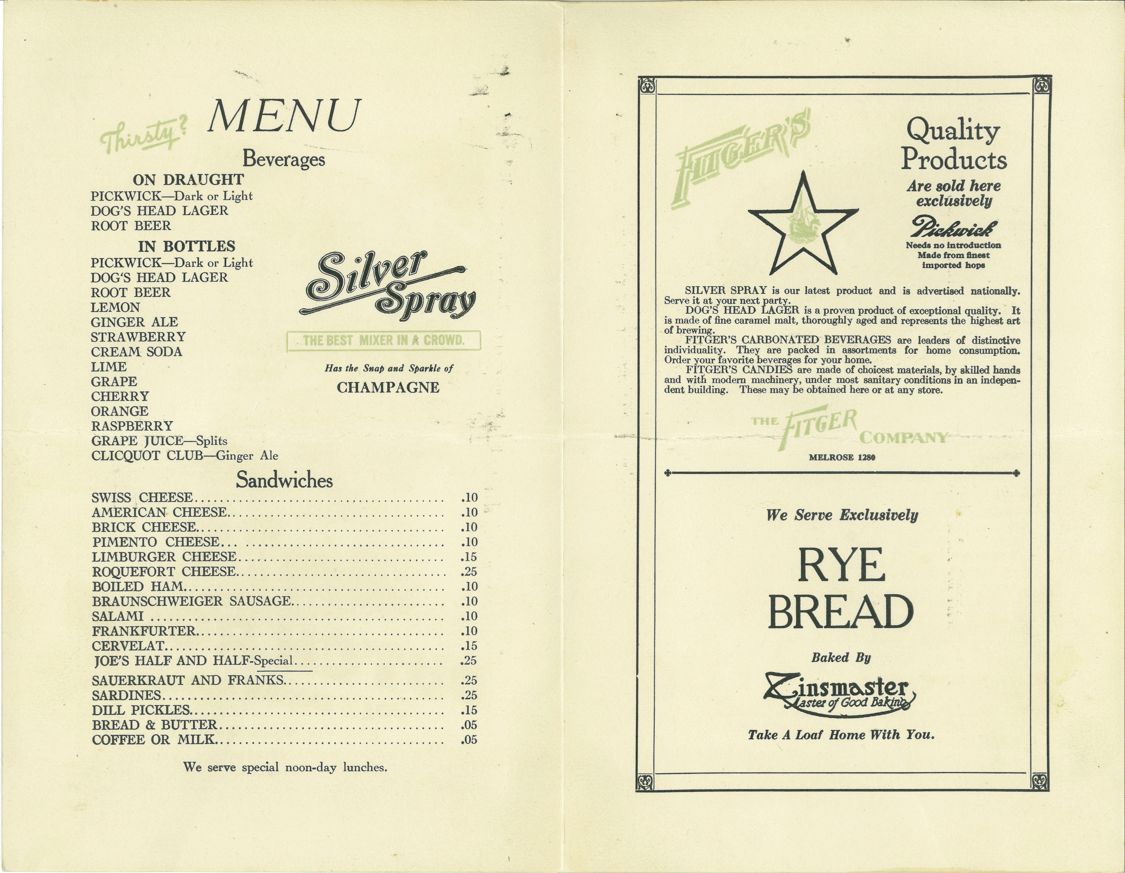 Thirsty?
MENU
Beverages
ON DRAUGHT
PICKWICK—Dark or Light
DOG'S HEAD LAGER
ROOT BEER
IN BOTTLES
PICKWICK—Dark or Light
DOG'S HEAD LAGER
ROOT BEER
LEMON
GINGER ALE
STRAWBERRY
CREAM SODA
LIME
GRAPE
CHERRY
ORANGE
RASPBERRY
GRAPE JUICE—Splits
CLICQUOT CLUB—Ginger Ale
Silver
Spray
THE BEST MIXER IN A CROWD.
Has the Snap and Sparkle of
CHAMPAGNE
Sandwiches
SWISS CHEESE .10
AMERICAN CHEESE .10
BRICK CHEESE .10
PIMENTO CHEESE .10
LIMBURGER CHEESE .15
ROQUEFORT CHEESE .25
BOILED HAM .10
BRAUNSCHWEIGER SAUSAGE .10
SALAMI .10
FRANKFURTER .10
CERVELAT .15
JOE'S HALF AND HALF-Special .25
SAUERKRAUT AND FRANKS .25
SARDINES .25
DILL PICKLES .15
BREAD & BUTTER .05
COFFEE OR MILK .05
We serve special noon-day lunches.
FITGER'S
Quality
Products
Are sold here
exclusively
Pickwick
Needs no introduction
Made from finest
imported hops
SILVER SPRAY is our latest product and is advertised nationally.
Serve it at your next party.
DOG'S HEAD LAGER is a proven product of exceptional quality. It
is made of fine caramel malt, thoroughly aged and represents the highest art
of brewing.
FITGER'S CARBONATED BEVERAGES are leaders of distinctive
individuality. They are packed in assortments for home consumption.
Order your favorite beverages for your home.
FITGER'S CANDIES are made of choicest materials, by skilled hands
and with modern machinery, under most sanitary conditions in an indepen-
dent building. These may be obtained here or at any store.
THE FITGER COMPANY
MELROSE 1280
We Serve Exclusively
RYE
BREAD
Baked By
Zinsmaster
Master of Good Baking
Take A Loaf Home With You.